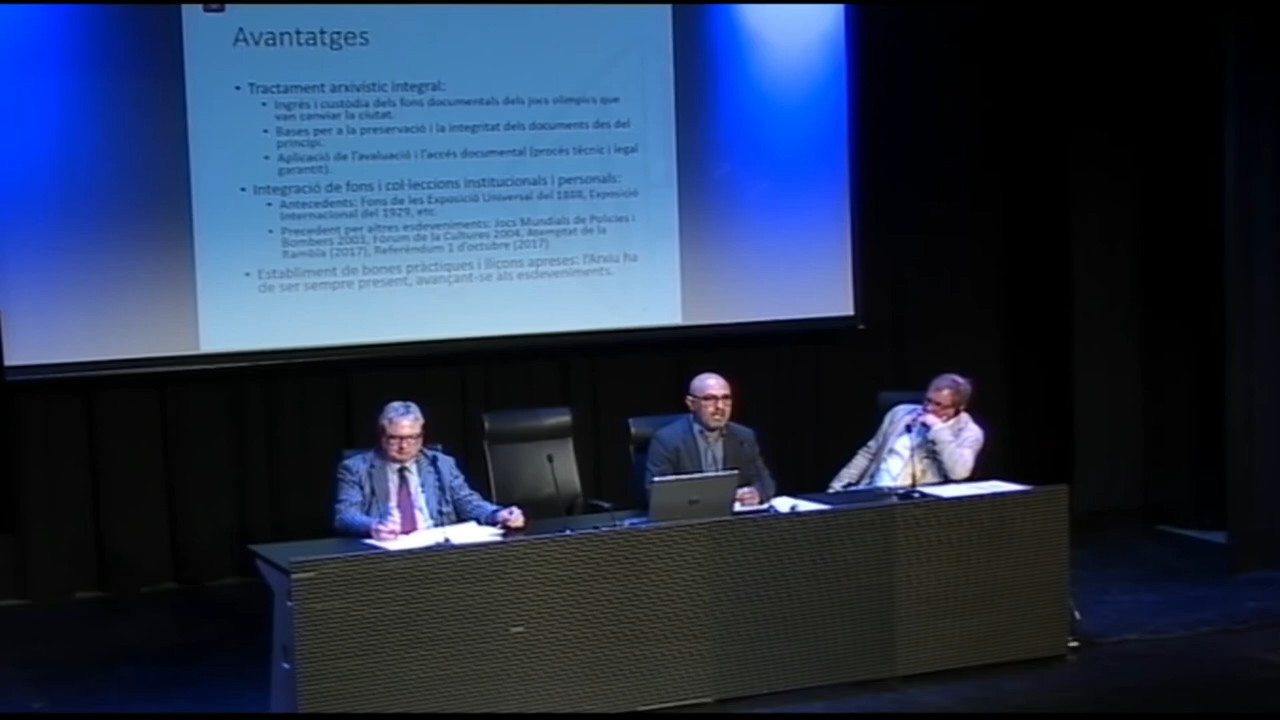 Avantatges
• Tractament arxivístic integral:
• Ingrés i custòdia dels fons documentals dels jocs olímpics que
van canviar la ciutat.
• Bases per a la preservació i la integritat dels documents des del
principi.
• Aplicació de l'avaluació i l'accés documental (procés tècnic i legal
garantit).
• Integració de fons i col·leccions institucionals i personals:
• Antecedents: Fons de les Exposició Universal del 1888, Exposició
Internacional del 1929, etc.
• Precedent per altres esdeveniments: Jocs Mundials de Policies i
Bombers 2003, Fòrum de la Cultures 2004, Atemptat de la
Rambla (2017), Referèndum 1 d'octubre (2017)
• Establiment de bones pràctiques i lliçons apreses: l'Arxiu ha
de ser sempre present, avançant-se als esdeveniments.